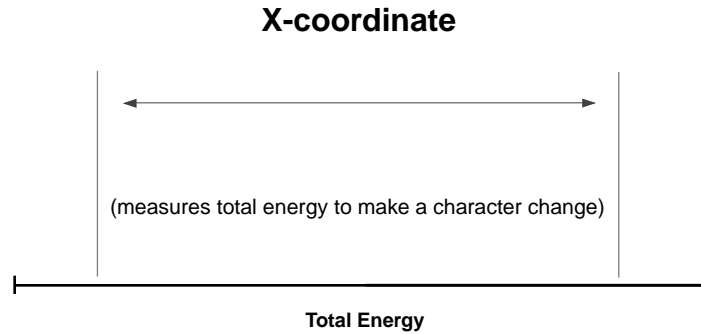 X-coordinate
(measures total energy to make a character change)
Total Energy